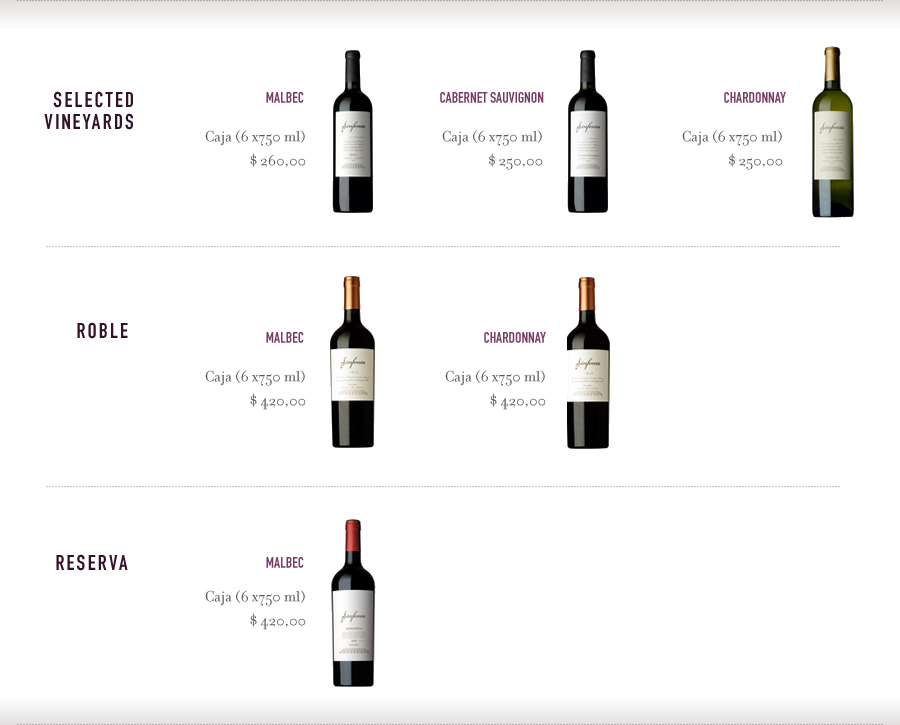 SELECTED
VINEYARDS
MALBEC
Caja (6 x750 ml)
$ 260,00
CABERNET SAUVIGNON
Caja (6 x750 ml)
$ 250,00
CHARDONNAY
Caja (6 x750 ml)
$ 250,00
ROBLE
MALBEC
Caja (6 x750 ml)
$ 420,00
CHARDONNAY
Caja (6 x750 ml)
$ 420,00
RESERVA
MALBEC
Caja (6 x750 ml)
$ 420,00